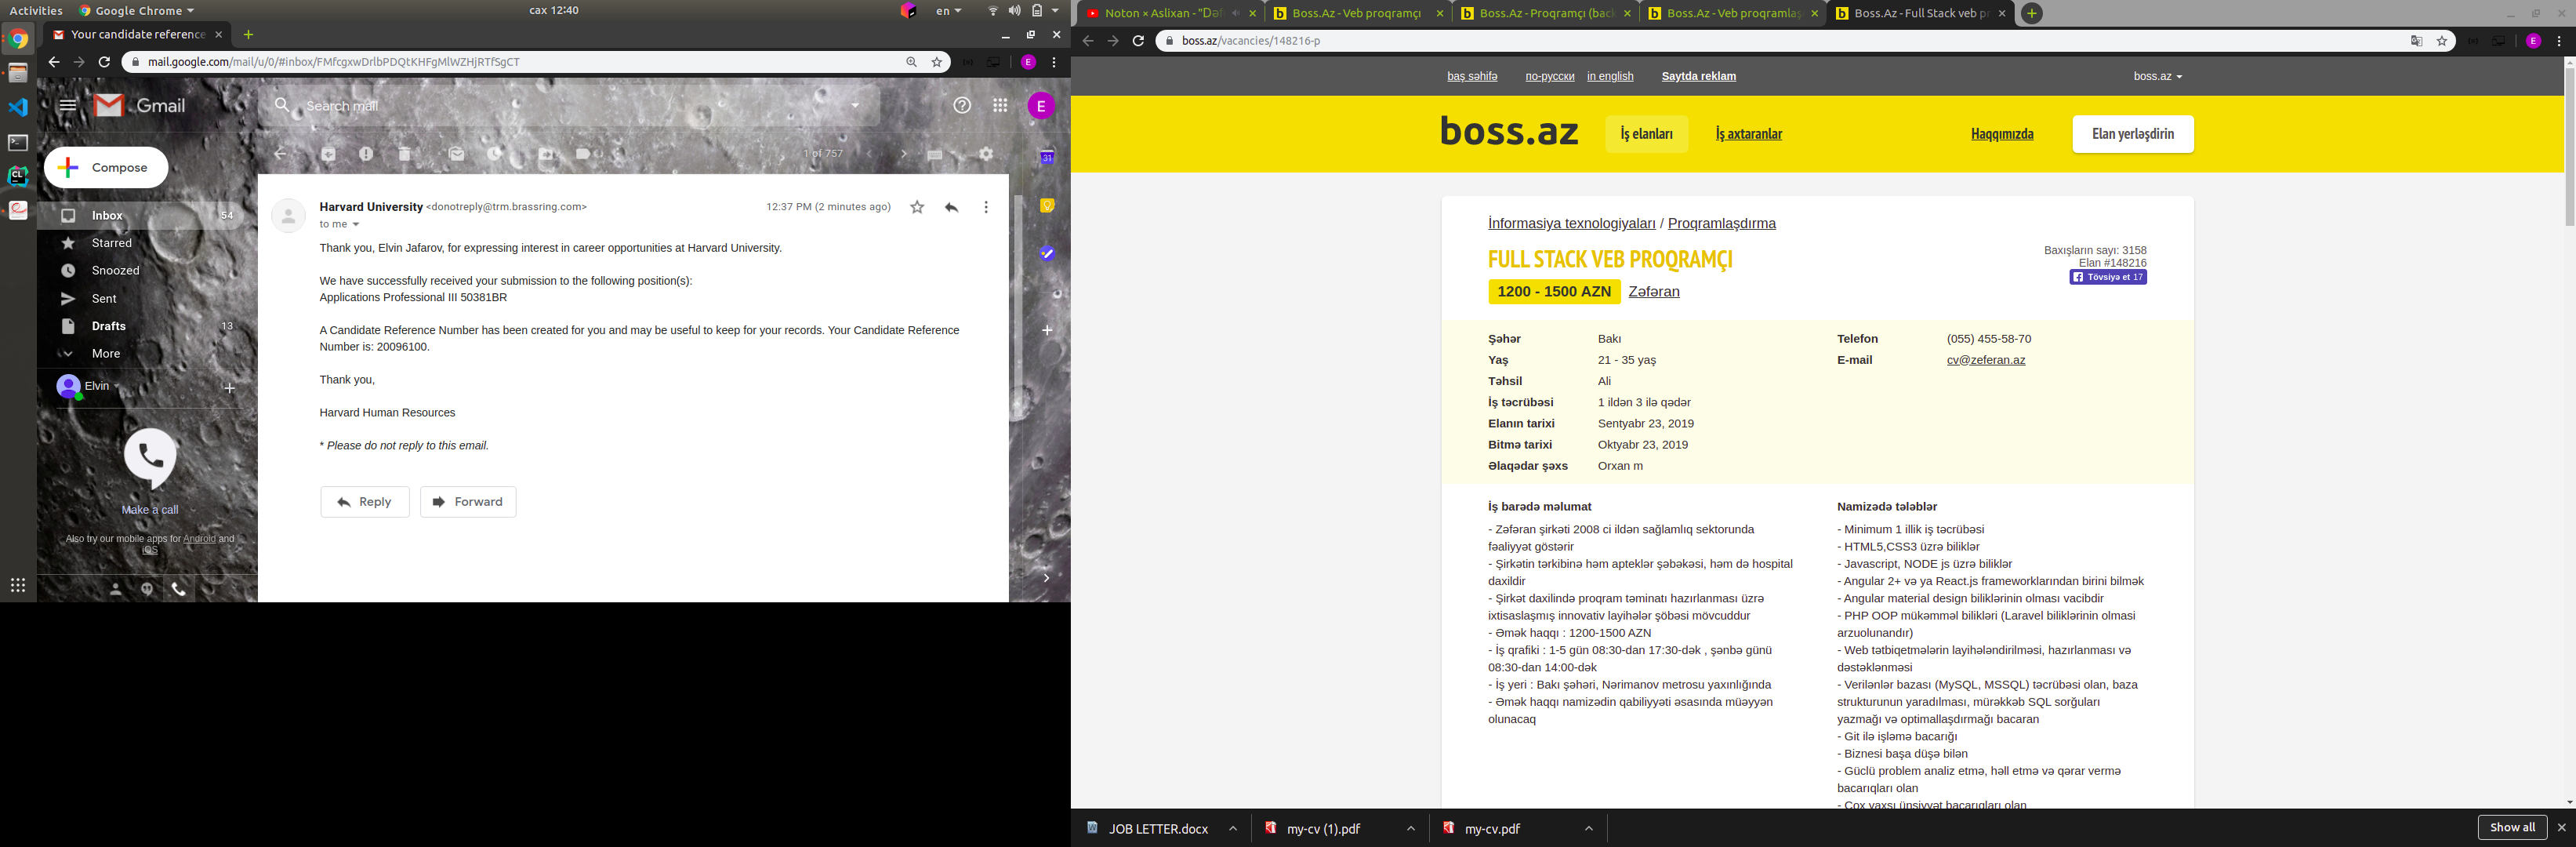 Activities
Google Chrome
cax 12:40
en
Your candidate reference
mail.google.com/mail/u/0/#inbox/FMfcgxwDrlbPDQtKHFgMlWZHjRTfSgCT
E
Gmail
Search mail
E
Compose
1 of 757
31
Inbox 54
Starred
Snoozed
Sent
Drafts 13
More
Elvin
Make a call
Also try our mobile apps for Android and
iOS
Harvard University <donotreply@trm.brassring.com>
12:37 PM (2 minutes ago)
to me
Thank you, Elvin Jafarov, for expressing interest in career opportunities at Harvard University.
We have successfully received your submission to the following position(s):
Applications Professional III 50381BR
A Candidate Reference Number has been created for you and may be useful to keep for your records. Your Candidate Reference
Number is: 20096100.
Thank you,
Harvard Human Resources
* Please do not reply to this email.
Reply
Forward
Noton × Aslixan - "Dəf
Boss.Az - Veb proqramçı
Boss.Az - Proqramçı (back
Boss.Az - Veb proqramlaş
Boss.Az - Full Stack veb pr
boss.az/vacancies/148216-p
E
baş səhifə
по-русски
in english
Saytda reklam
boss.az
boss.az
İş elanları
İş axtaranlar
Haqqımızda
Elan yerləşdirin
İnformasiya texnologiyaları / Proqramlaşdırma
FULL STACK VEB PROQRAMÇI
1200 - 1500 AZN
Zəfəran
Baxışların sayı: 3158
Elan #148216
Tövsiyə et 17
Şəhər Bakı
Yaş 21 - 35 yaş
Təhsil Ali
İş təcrübəsi 1 ildən 3 ilə qədər
Elanın tarixi Sentyabr 23, 2019
Bitmə tarixi Oktyabr 23, 2019
Əlaqədar şəxs Orxan m
Telefon (055) 455-58-70
E-mail cv@zeferan.az
İş barədə məlumat
- Zəfəran şirkəti 2008 ci ildən sağlamlıq sektorunda
fəaliyyət göstərir
- Şirkətin tərkibinə həm apteklər şəbəkəsi, həm də hospital
daxildir
- Şirkət daxilində proqram təminatı hazırlanması üzrə
ixtisaslaşmış innovativ layihələr şöbəsi mövcuddur
- Əmək haqqı : 1200-1500 AZN
- İş qrafiki : 1-5 gün 08:30-dan 17:30-dək , şənbə günü
08:30-dan 14:00-dək
- İş yeri : Bakı şəhəri, Nərimanov metrosu yaxınlığında
- Əmək haqqı namizədin qabiliyyəti əsasında müəyyən
olunacaq
Namizədə tələblər
- Minimum 1 illik iş təcrübəsi
- HTML5,CSS3 üzrə biliklər
- Javascript, NODE js üzrə biliklər
- Angular 2+ və ya React.js frameworklarından birini bilmək
- Angular material design biliklərinin olması vacibdir
- PHP OOP mükəmməl bilikləri (Laravel biliklərinin olmasi
arzuolunandır)
- Web tətbiqetmələrin layihələndirilməsi, hazırlanması və
dəstəklənməsi
- Verilənlər bazası (MySQL, MSSQL) təcrübəsi olan, baza
strukturunun yaradılması, mürəkkəb SQL sorğuları
yazmağı və optimallaşdırmağı bacaran
- Git ilə işləmə bacarığı
- Biznesi başa düşə bilən
- Güclü problem analiz etmə, həll etmə və qərar vermə
bacarıqları olan
- Çox yaxşı ünsiyyət bacarıqları olan
JOB LETTER.docx
my-cv (1).pdf
my-cv.pdf
Show all